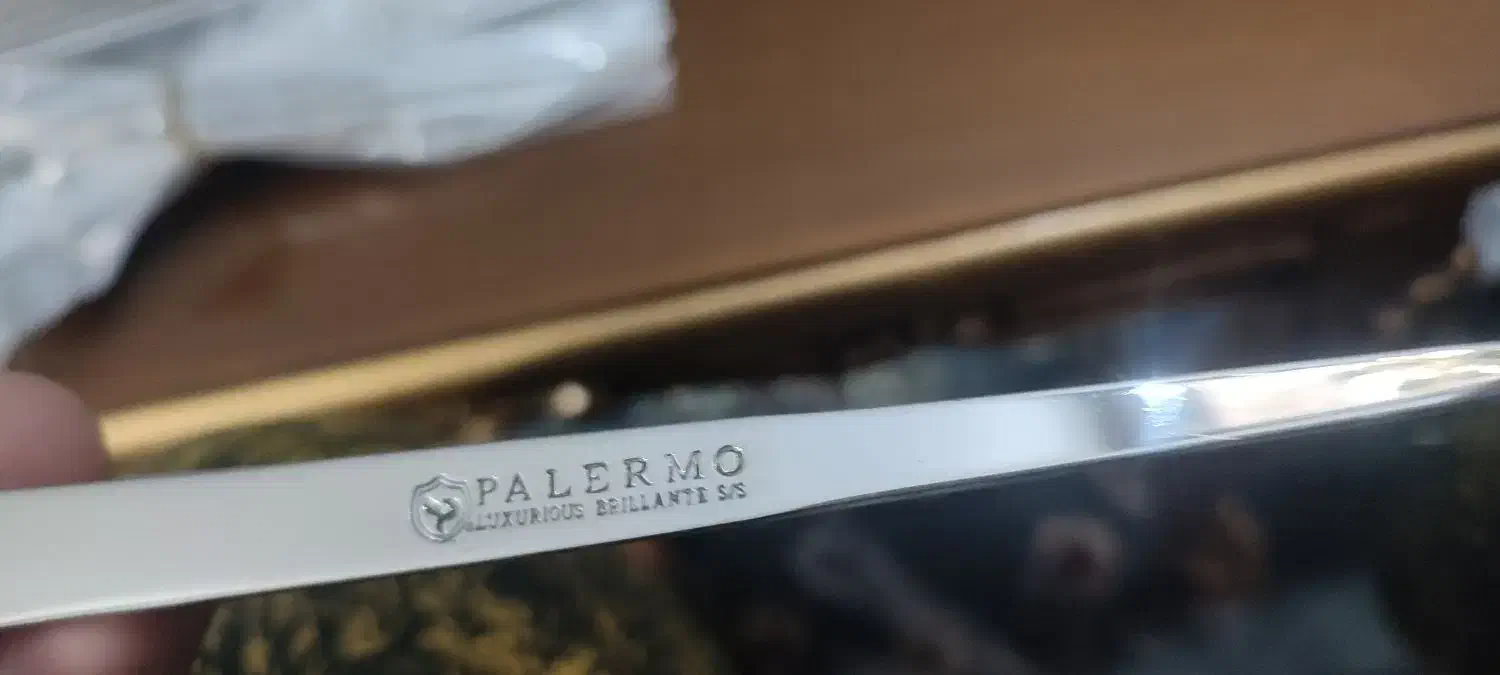 PALERMO
LUXURIOUS BRILLANTE S/S